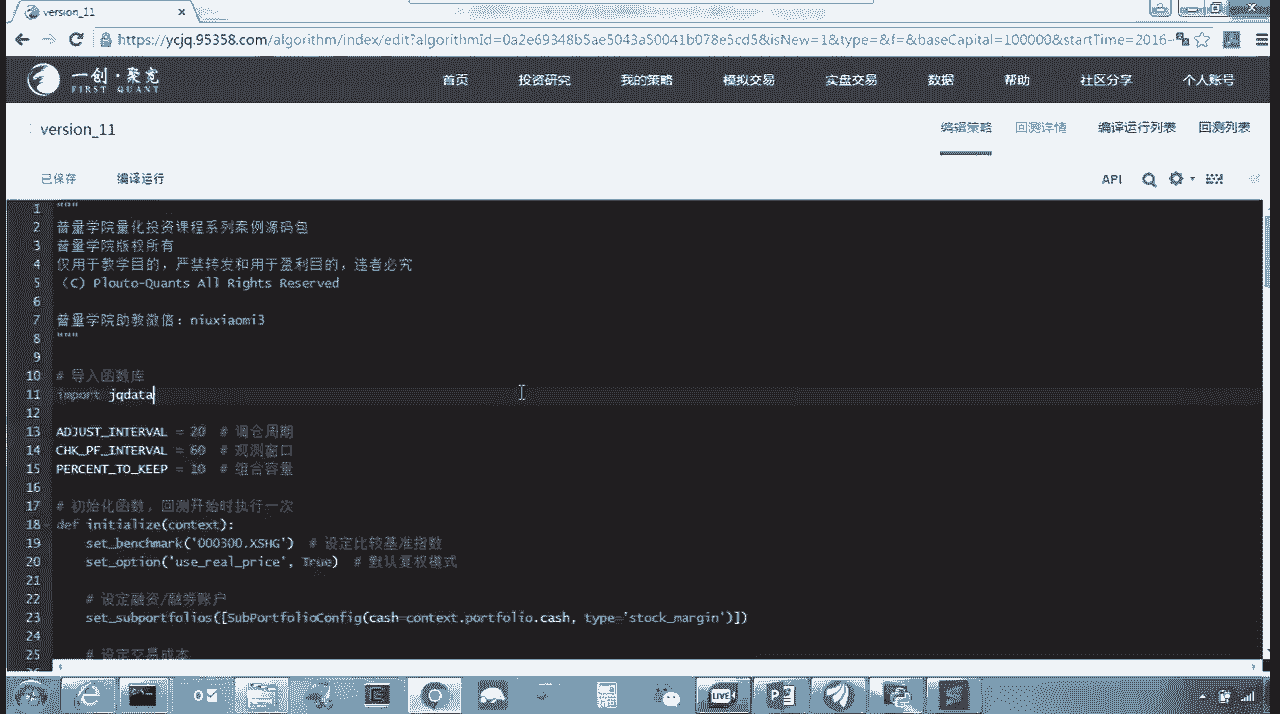 version_11
https://ycjq.95358.com/algorithm/index/edit?algorithmId=0a2e69348b5ae5043a50041b078e5cd5&isNew=1&type=&f=&baseCapital=100000&startTime=2016-
一创·聚宽
FIRST QUANT
首页 投资研究 我的策略 模拟交易 实盘交易 数据 帮助 社区分享 个人账号
version_11
编辑策略 回测详情 编译运行列表 回测列表
已保存 编译运行
API
1 """
2 普量学院量化投资课程系列案例源码包
3 普量学院版权所有
4 仅用于教学目的，严禁转发和用于盈利目的，违者必究
5 （C) Plouto-Quants All Rights Reserved
6
7 普量学院助教微信：niuxiaomi3
8 """
9
10 # 导入函数库
11 import jqdata
12
13 ADJUST_INTERVAL = 20 # 调仓周期
14 CHK_PF_INTERVAL = 60 # 观测窗口
15 PERCENT_TO_KEEP = 10 # 组合容量
16
17 # 初始化函数，回测开始时执行一次
18 def initialize(context):
19 set_benchmark('000300.XSHG') # 设定比较基准指数
20 set_option('use_real_price', True) # 默认复权模式
21
22 # 设定融资/融券账户
23 set_subportfolios([SubPortfolioConfig(cash=context.portfolio.cash, type='stock_margin')])
24
25 # 设定交易成本
LIVE